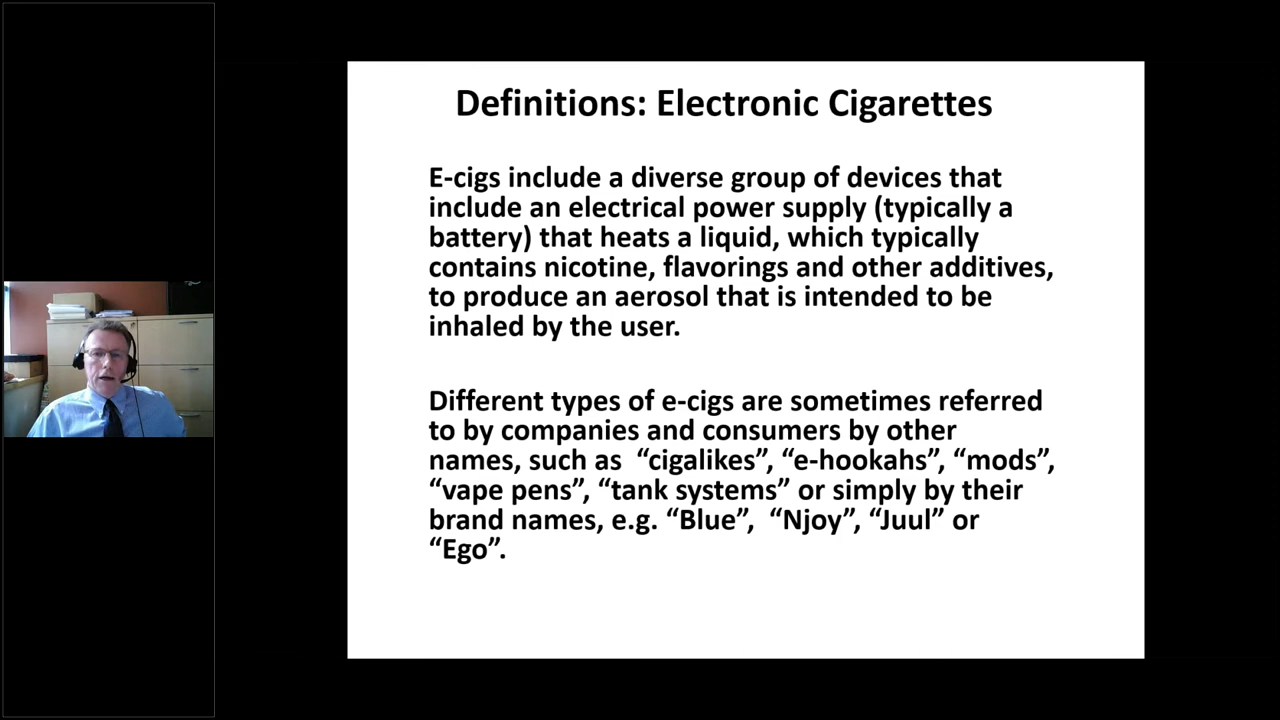 Definitions: Electronic Cigarettes
E-cigs include a diverse group of devices that
include an electrical power supply (typically a
battery) that heats a liquid, which typically
contains nicotine, flavorings and other additives,
to produce an aerosol that is intended to be
inhaled by the user.
Different types of e-cigs are sometimes referred
to by companies and consumers by other
names, such as  “cigalikes”, “e-hookahs”, “mods”,
“vape pens”, “tank systems” or simply by their
brand names, e.g. “Blue”,  “Njoy”, “Juul” or
“Ego”.